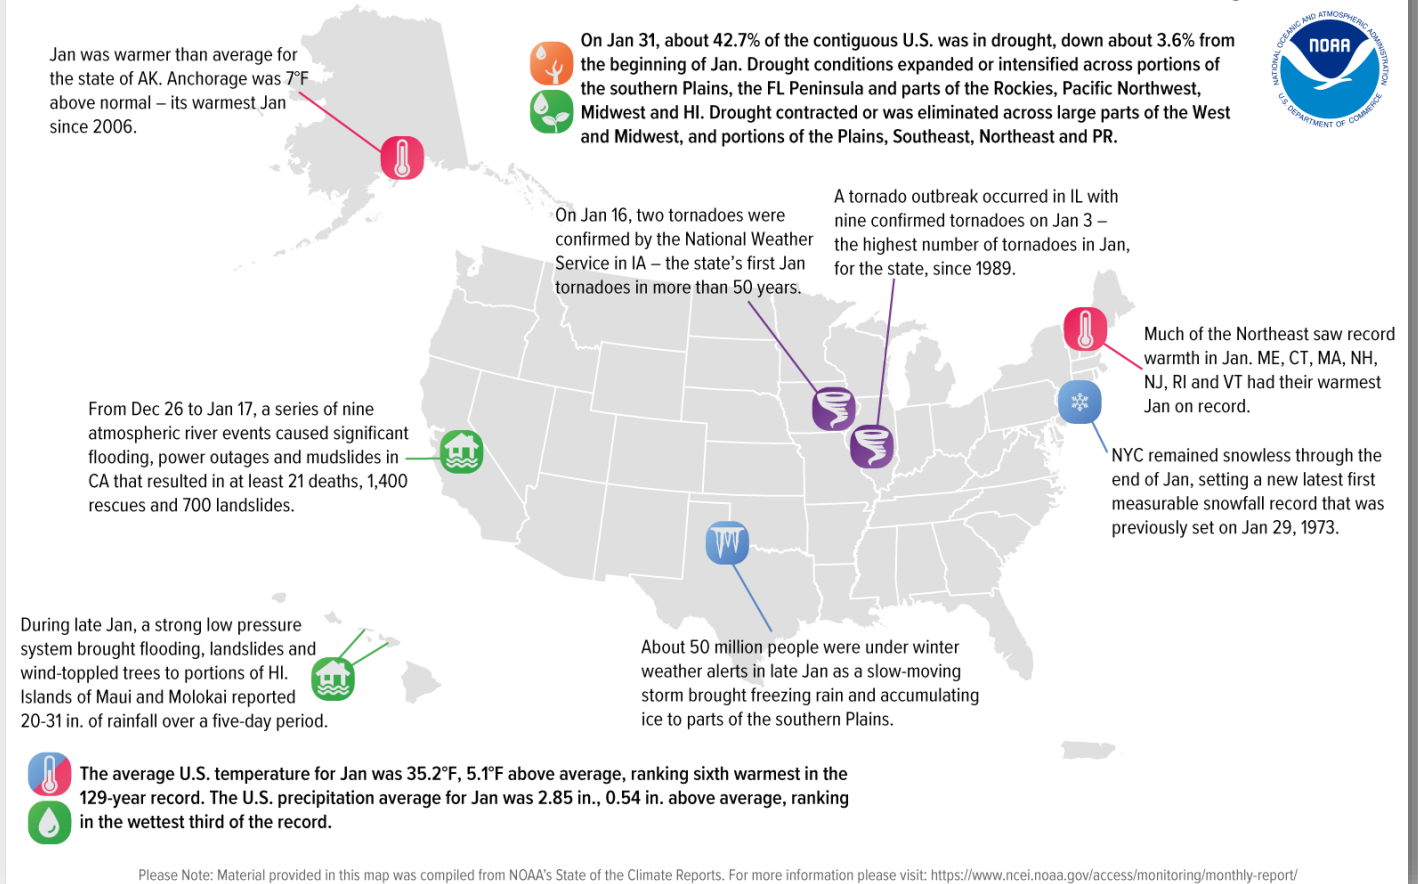 Jan was warmer than average for
the state of AK. Anchorage was 7°F
above normal – its warmest Jan
since 2006.
On Jan 31, about 42.7% of the contiguous U.S. was in drought, down about 3.6% from
the beginning of Jan. Drought conditions expanded or intensified across portions of
the southern Plains, the FL Peninsula and parts of the Rockies, Pacific Northwest,
Midwest and HI. Drought contracted or was eliminated across large parts of the West
and Midwest, and portions of the Plains, Southeast, Northeast and PR.
NATIONAL OCEANIC AND ATMOSPHERIC ADMINISTRATION
NOAA
U.S. DEPARTMENT OF COMMERCE
On Jan 16, two tornadoes were
confirmed by the National Weather
Service in IA – the state’s first Jan
tornadoes in more than 50 years.
A tornado outbreak occurred in IL with
nine confirmed tornadoes on Jan 3 –
the highest number of tornadoes in Jan,
for the state, since 1989.
Much of the Northeast saw record
warmth in Jan. ME, CT, MA, NH,
NJ, RI and VT had their warmest
Jan on record.
From Dec 26 to Jan 17, a series of nine
atmospheric river events caused significant
flooding, power outages and mudslides in
CA that resulted in at least 21 deaths, 1,400
rescues and 700 landslides.
NYC remained snowless through the
end of Jan, setting a new latest first
measurable snowfall record that was
previously set on Jan 29, 1973.
During late Jan, a strong low pressure
system brought flooding, landslides and
wind-toppled trees to portions of HI.
Islands of Maui and Molokai reported
20-31 in. of rainfall over a five-day period.
About 50 million people were under winter
weather alerts in late Jan as a slow-moving
storm brought freezing rain and accumulating
ice to parts of the southern Plains.
The average U.S. temperature for Jan was 35.2°F, 5.1°F above average, ranking sixth warmest in the
129-year record. The U.S. precipitation average for Jan was 2.85 in., 0.54 in. above average, ranking
in the wettest third of the record.
Please Note: Material provided in this map was compiled from NOAA’s State of the Climate Reports. For more information please visit: https://www.ncei.noaa.gov/access/monitoring/monthly-report/